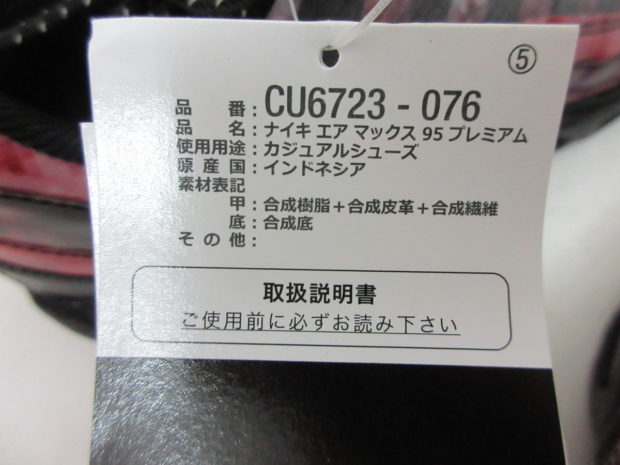 ⑤
品番:CU6723 - 076
品名:ナイキ エア マックス 95 プレミアム
使用用途:カジュアルシューズ
原産国:インドネシア
素材表記
甲:合成樹脂+合成皮革+合成繊維
底:合成底
その他:
取扱説明書
ご使用前に必ずお読み下さい